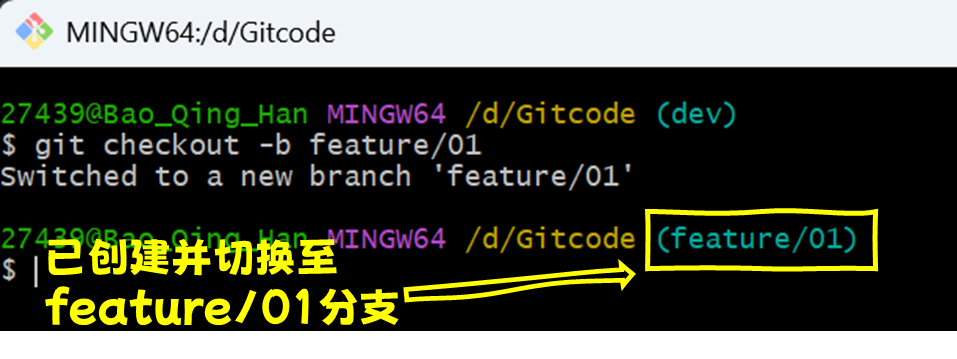 MINGW64:/d/Gitcode
27439@Bao_Qing_Han MINGW64 /d/Gitcode (dev)
$ git checkout -b feature/01
Switched to a new branch 'feature/01'
27439@Bao_Qing_Han MINGW64 /d/Gitcode (feature/01)
$
已创建并切换至
feature/01分支